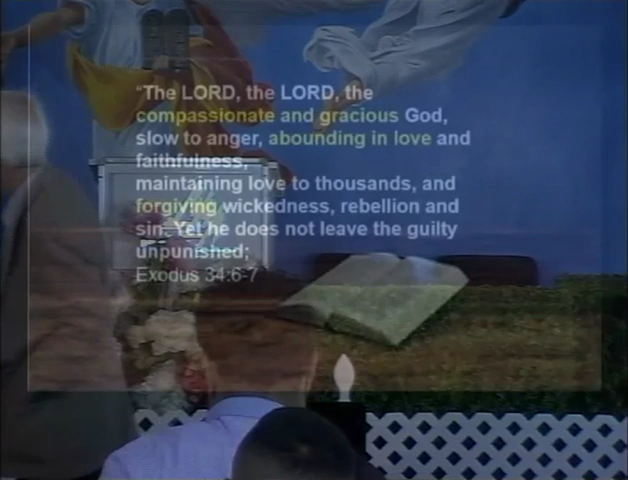 “The LORD, the LORD, the
compassionate and gracious God,
slow to anger, abounding in love and
faithfulness,
maintaining love to thousands, and
forgiving wickedness, rebellion and
sin. Yet he does not leave the guilty
unpunished;
Exodus 34:6-7